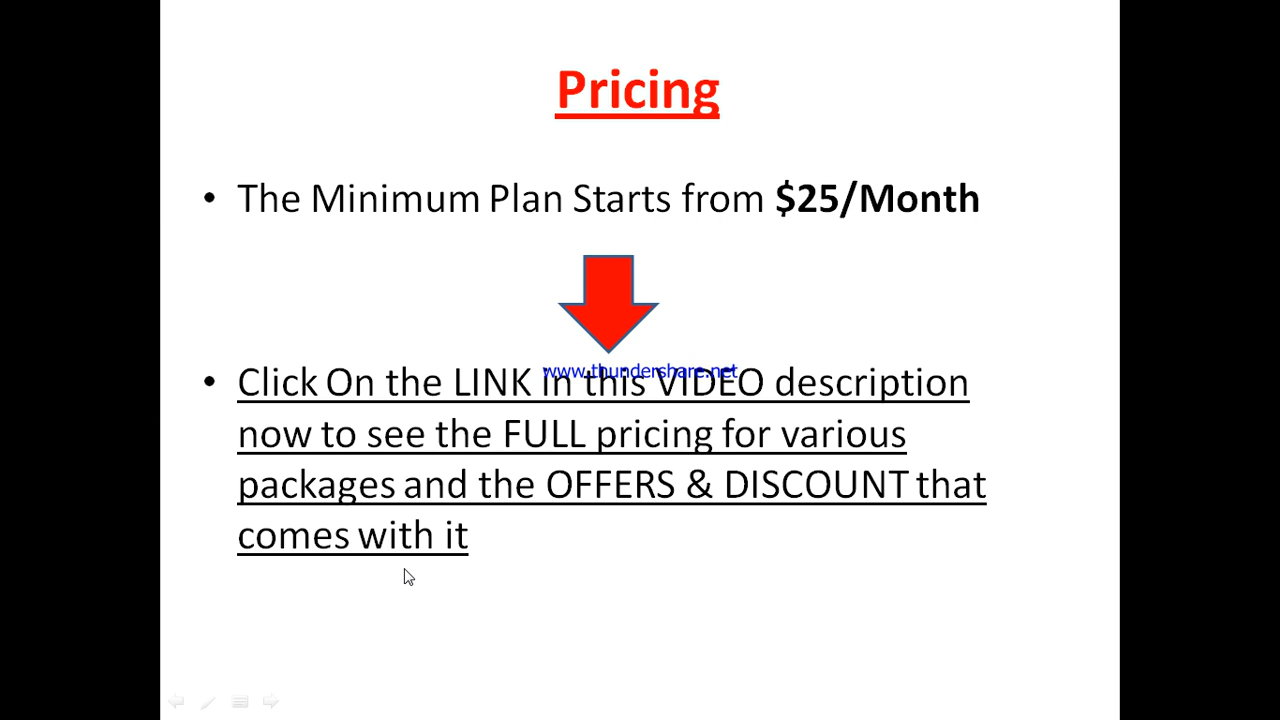 Pricing
• The Minimum Plan Starts from $25/Month
www.thundershare.net
• Click On the LINK in this VIDEO description
now to see the FULL pricing for various
packages and the OFFERS & DISCOUNT that
comes with it